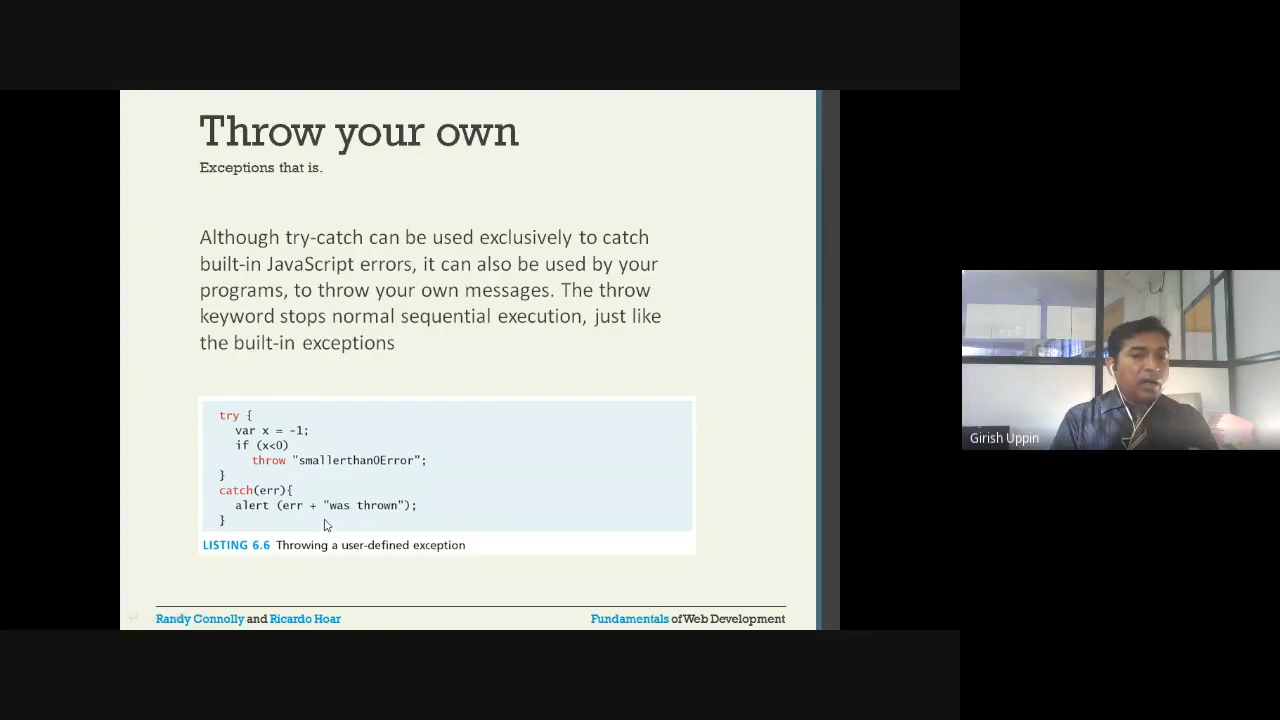 Throw your own
Exceptions that is.
Although try-catch can be used exclusively to catch
built-in JavaScript errors, it can also be used by your
programs, to throw your own messages. The throw
keyword stops normal sequential execution, just like
the built-in exceptions
try {
var x = -1;
if (x<0)
throw "smallerthan0Error";
}
catch(err){
alert (err + "was thrown");
}
LISTING 6.6 Throwing a user-defined exception
Randy Connolly and Ricardo Hoar
Fundamentals of Web Development
Girish Uppin